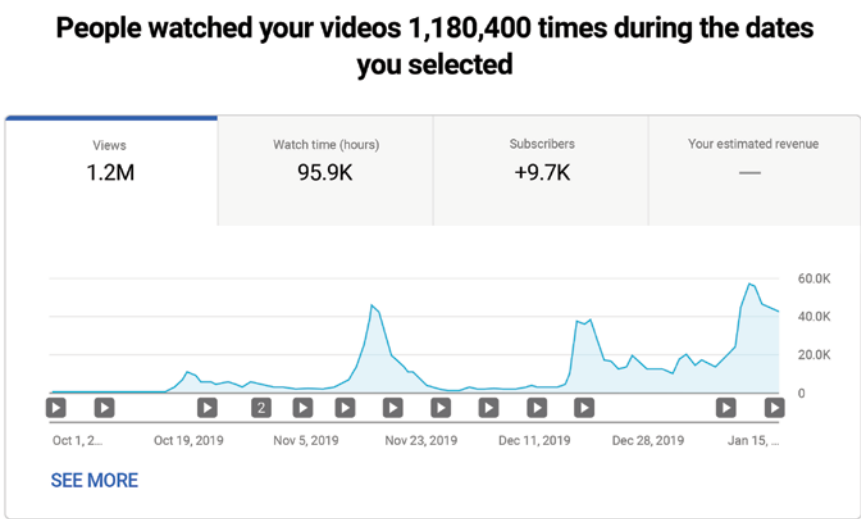 People watched your videos 1,180,400 times during the dates
you selected
Views
1.2M
Watch time (hours)
95.9K
Subscribers
+9.7K
Your estimated revenue
—
60.0K
40.0K
20.0K
0
2
Oct 1, 2...
Oct 19, 2019
Nov 5, 2019
Nov 23, 2019
Dec 11, 2019
Dec 28, 2019
Jan 15, ...
SEE MORE